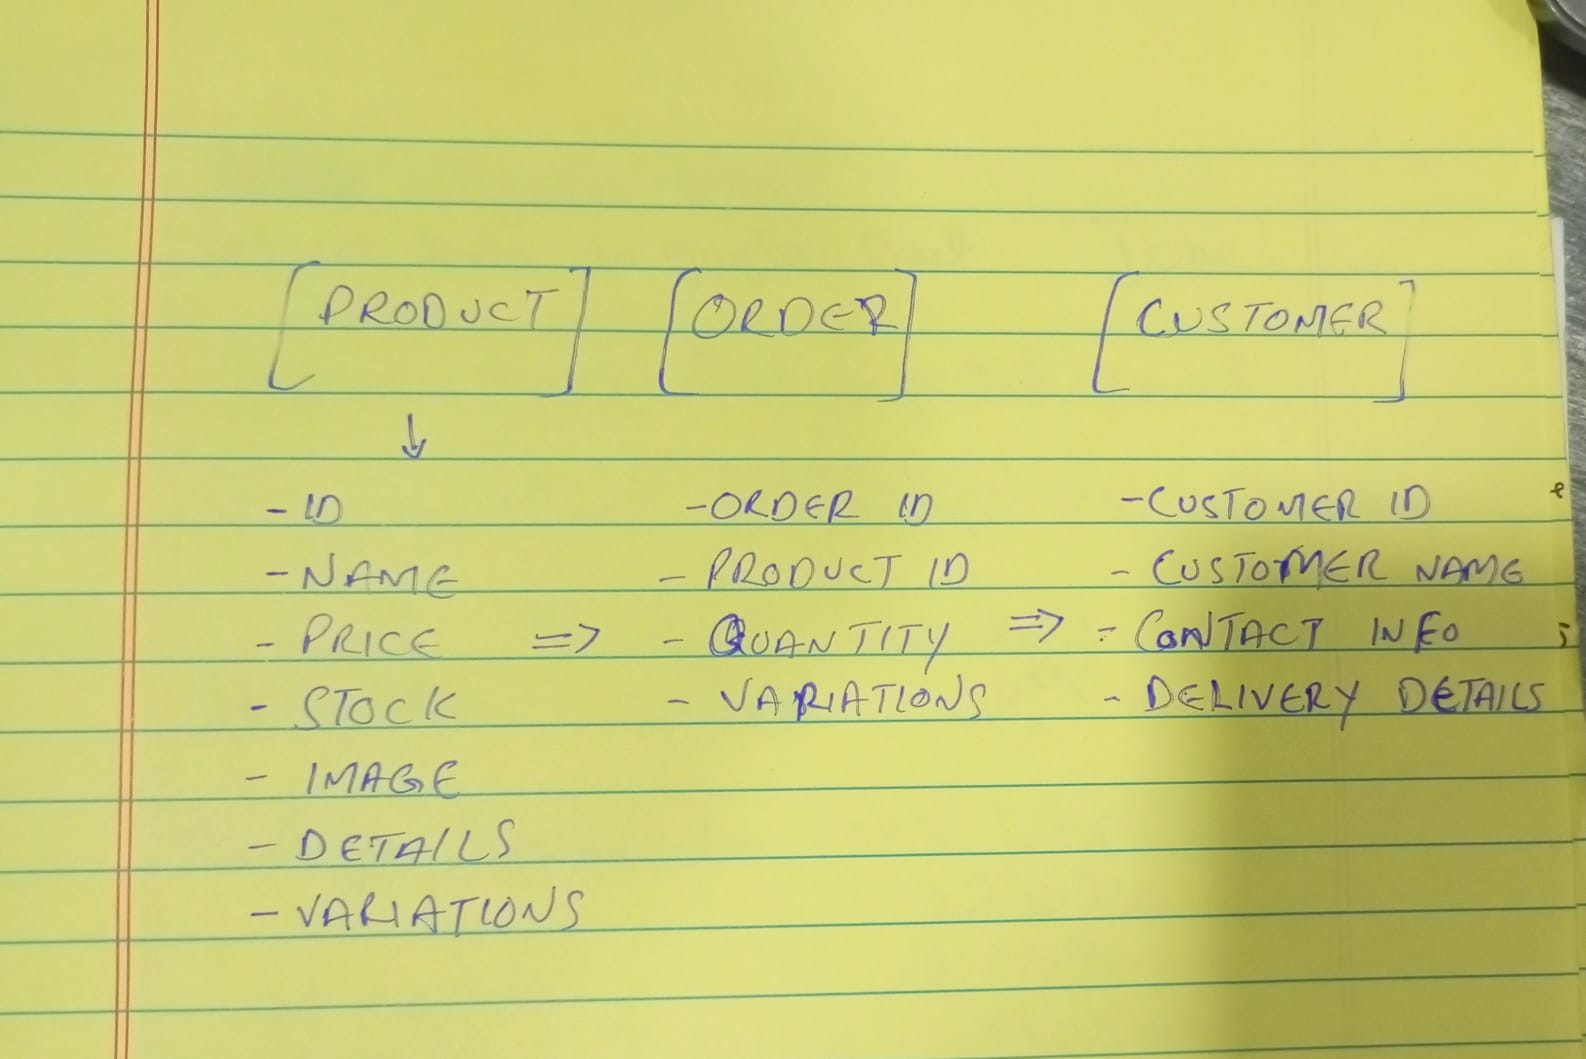 [PRODUCT] [ORDER] [CUSTOMER]
↓
- ID
- NAME
- PRICE
- STOCK
- IMAGE
- DETAILS
- VARIATIONS
=>
- ORDER ID
- PRODUCT ID
- QUANTITY
- VARIATIONS
=>
- CUSTOMER ID
- CUSTOMER NAME
- CONTACT INFO
- DELIVERY DETAILS